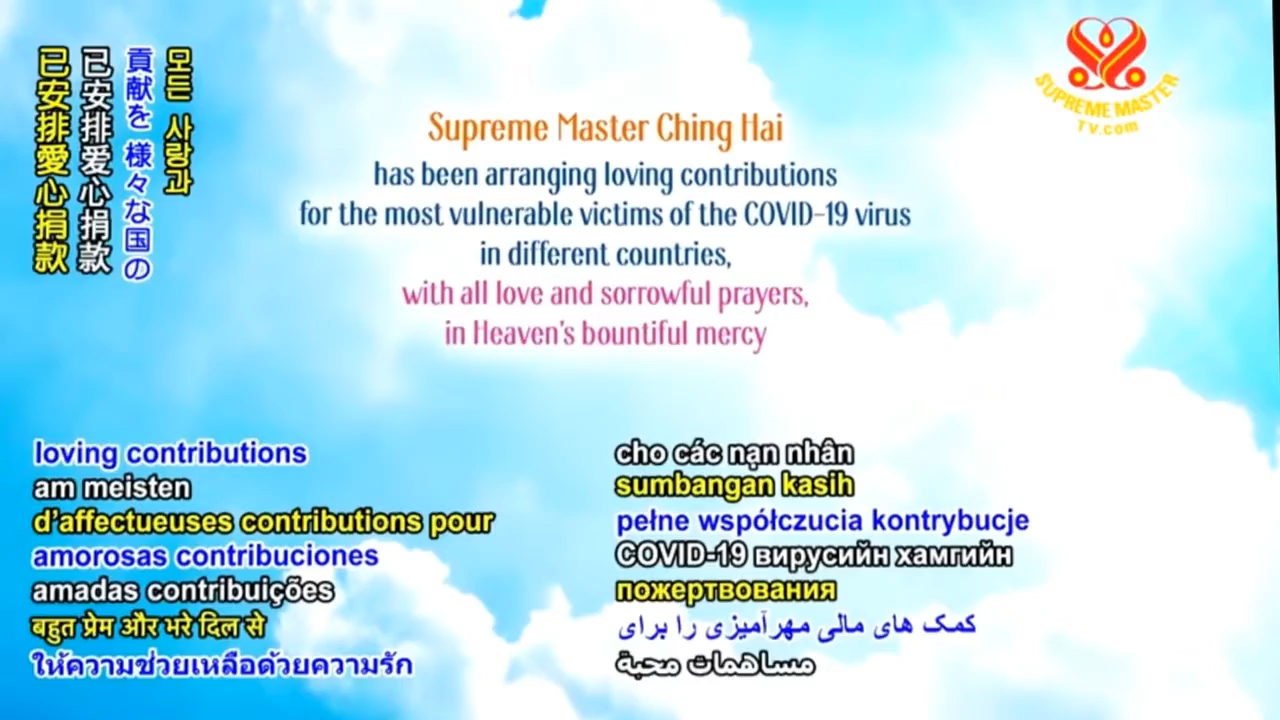 已安排愛心捐款
已安排爱心捐款
貢献を 様々な国の
모든 사랑과
Supreme Master Ching Hai
has been arranging loving contributions
for the most vulnerable victims of the COVID-19 virus
in different countries,
with all love and sorrowful prayers,
in Heaven's bountiful mercy
SUPREME MASTER
TV.com
loving contributions
am meisten
d'affectueuses contributions pour
amorosas contribuciones
amadas contribuições
बहुत प्रेम और भरे दिल से
ให้ความช่วยเหลือด้วยความรัก
cho các nạn nhân
sumbangan kasih
pełne współczucia kontrybucje
COVID-19 вирусийн хамгийн
пожертвования
کمک های مالی مهرآمیزی را برای
مساهمات محبة